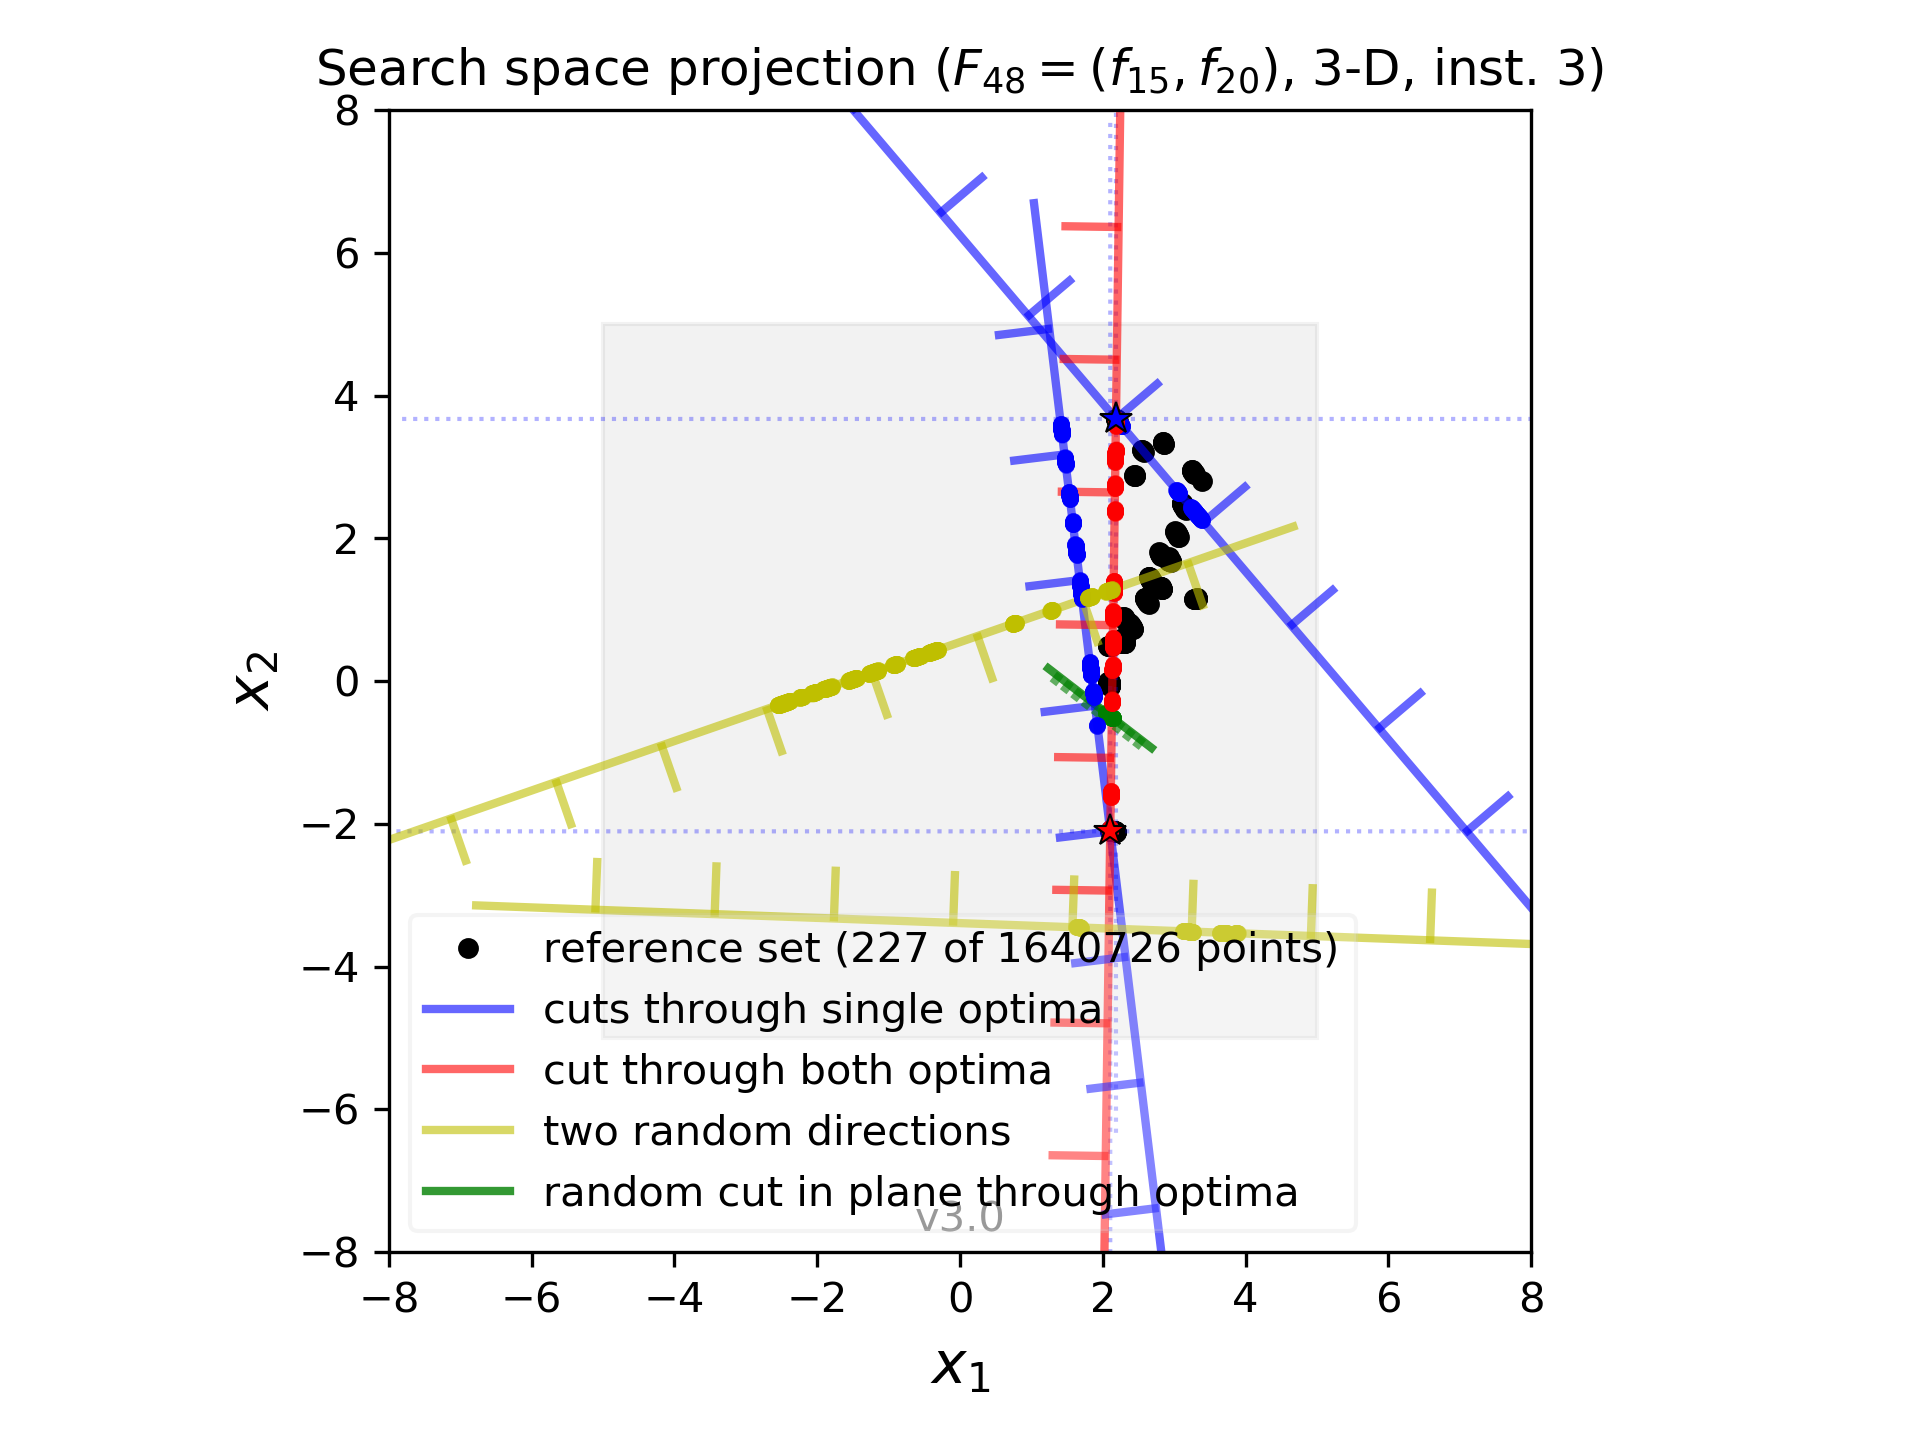 Search space projection (F48 = (f15, f20), 3-D, inst. 3)
8
6
4
2
0
−2
−4
−6
−8
x2
reference set (227 of 1640726 points)
cuts through single optima
cut through both optima
two random directions
random cut in plane through optima
v3.0
−8 −6 −4 −2 0 2 4 6 8
x1